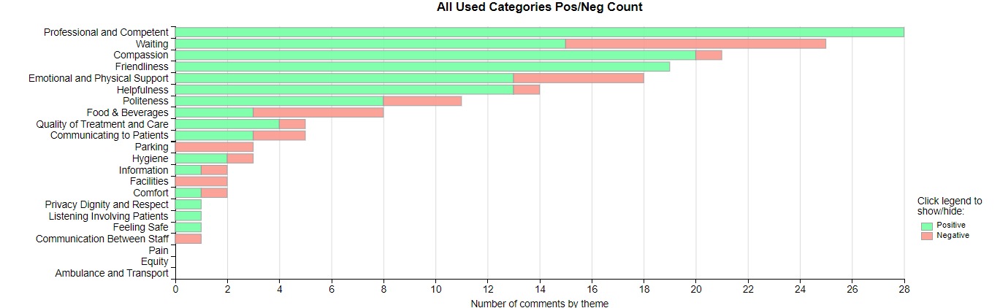 All Used Categories Pos/Neg Count
Professional and Competent
Waiting
Compassion
Friendliness
Emotional and Physical Support
Helpfulness
Politeness
Food & Beverages
Quality of Treatment and Care
Communicating to Patients
Parking
Hygiene
Information
Facilities
Comfort
Privacy Dignity and Respect
Listening Involving Patients
Feeling Safe
Communication Between Staff
Pain
Equity
Ambulance and Transport
0 2 4 6 8 10 12 14 16 18 20 22 24 26 28
Number of comments by theme
Click legend to
show/hide:
Positive
Negative